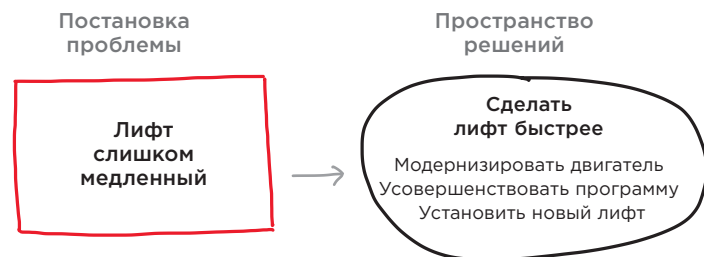 Постановка
проблемы
Пространство
решений
Лифт
слишком
медленный
Сделать
лифт быстрее
Модернизировать двигатель
Усовершенствовать программу
Установить новый лифт